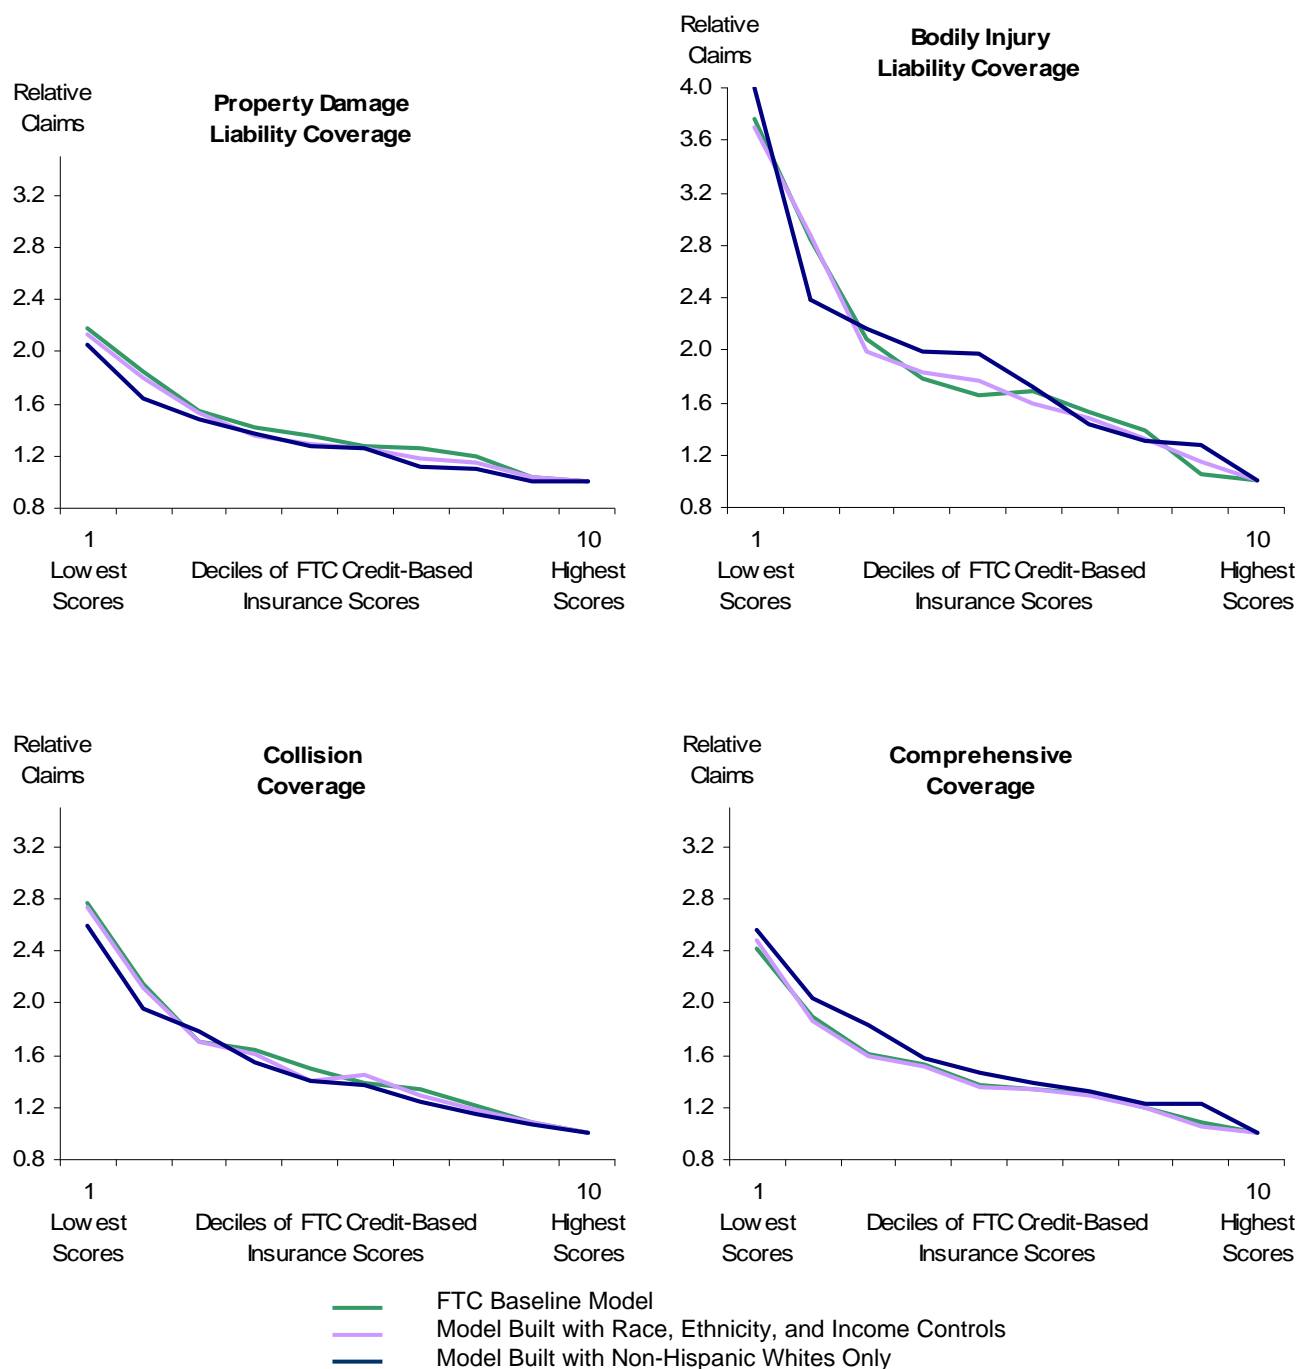 Relative
Claims
Property Damage
Liability Coverage
3.2
2.8
2.4
2.0
1.6
1.2
0.8
1
10
Lowest
Scores
Deciles of FTC Credit-Based
Insurance Scores
Highest
Scores
Relative
Claims
Bodily Injury
Liability Coverage
4.0
3.6
3.2
2.8
2.4
2.0
1.6
1.2
0.8
1
10
Lowest
Scores
Deciles of FTC Credit-Based
Insurance Scores
Highest
Scores
Relative
Claims
Collision
Coverage
3.2
2.8
2.4
2.0
1.6
1.2
0.8
1
10
Lowest
Scores
Deciles of FTC Credit-Based
Insurance Scores
Highest
Scores
Relative
Claims
Comprehensive
Coverage
3.2
2.8
2.4
2.0
1.6
1.2
0.8
1
10
Lowest
Scores
Deciles of FTC Credit-Based
Insurance Scores
Highest
Scores
FTC Baseline Model
Model Built with Race, Ethnicity, and Income Controls
Model Built with Non-Hispanic Whites Only